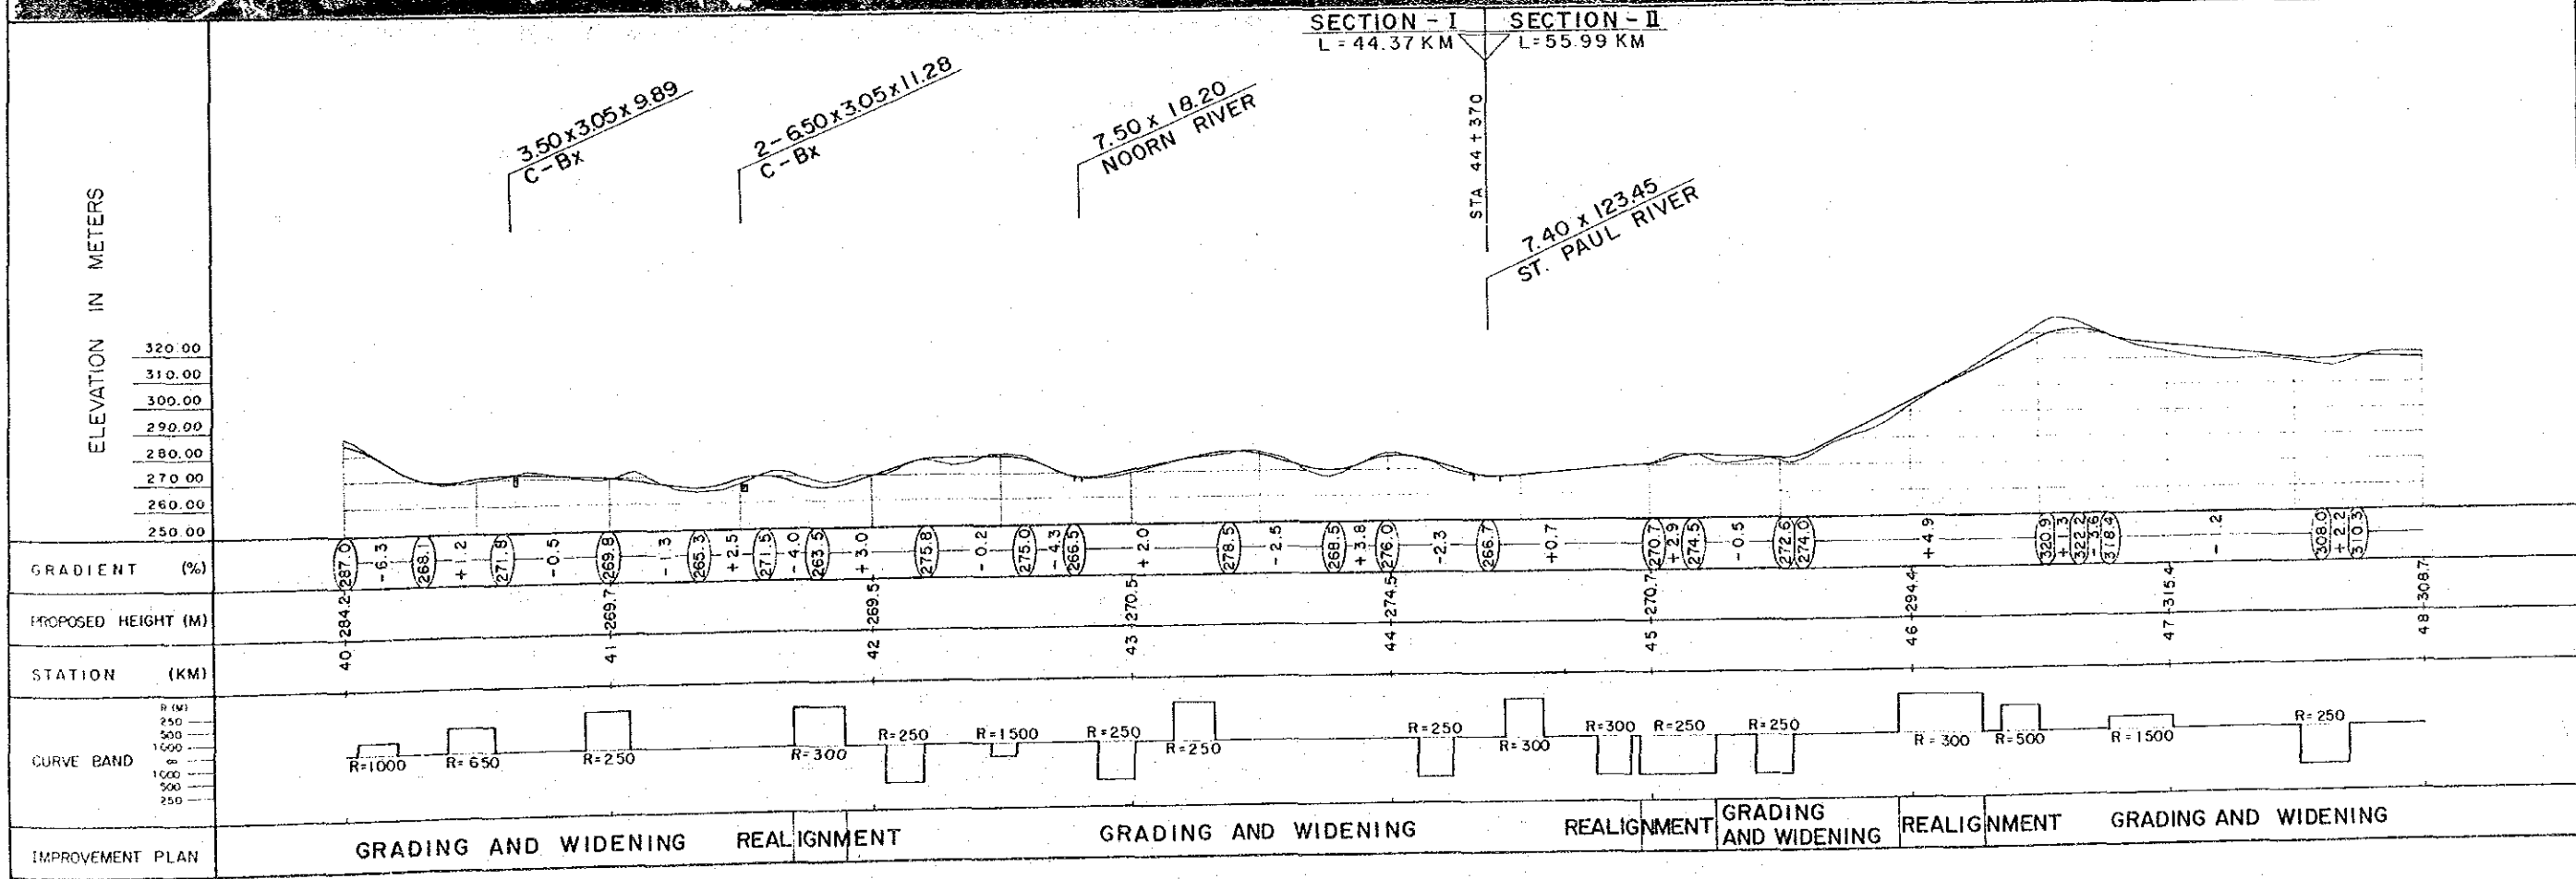 SECTION - I SECTION - II
L = 44.37 KM L = 55.99 KM
3.50 x 3.05 x 9.89
C - Bx
2 - 6.50 x 3.05 x 11.28
C - Bx
7.50 x 18.20
NOORN RIVER
STA 44 + 370
7.40 x 123.45
ST. PAUL RIVER
ELEVATION IN METERS
320.00
310.00
300.00
290.00
280.00
270.00
260.00
250.00
GRADIENT (%)
287.0 -6.3 268.1 +1.2 271.8 -0.5 269.8 -1.3 265.3 +2.5 271.5 -4.0 263.5 +3.0 275.8 -0.2 275.0 -4.3 266.5 +2.0 278.5 -2.5 268.5 +3.8 276.0 -2.3 266.7 +0.7 270.7 +2.9 274.5 -0.5 272.6 274.0 +4.9 320.9 +1.3 322.2 -3.6 318.4 -1.2 308.0 +2.2 310.3
PROPOSED HEIGHT (M)
284.2 269.7 269.5 270.5 274.5 270.7 294.4 315.4 308.7
STATION (KM)
40 41 42 43 44 45 46 47 48
CURVE BAND
R (M)
250
500
1000
∞
1000
500
250
R=1000 R=650 R=250 R=300 R=250 R=1500 R=250 R=250 R=250 R=300 R=300 R=250 R=250 R=300 R=500 R=1500 R=250
IMPROVEMENT PLAN
GRADING AND WIDENING REALIGNMENT GRADING AND WIDENING REALIGNMENT GRADING AND WIDENING REALIGNMENT GRADING AND WIDENING